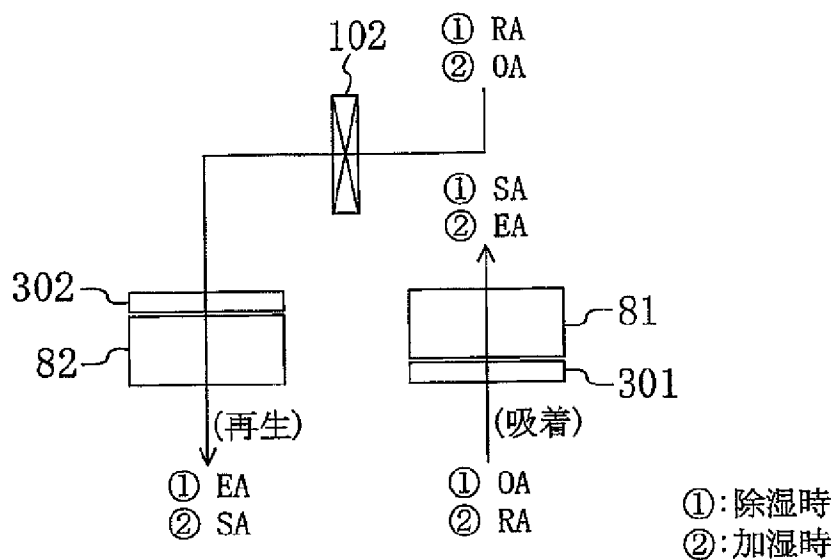 102
① RA
② OA
① SA
② EA
302
82
81
301
(再生)
(吸着)
① EA
② SA
① OA
② RA
①:除湿時
②:加湿時